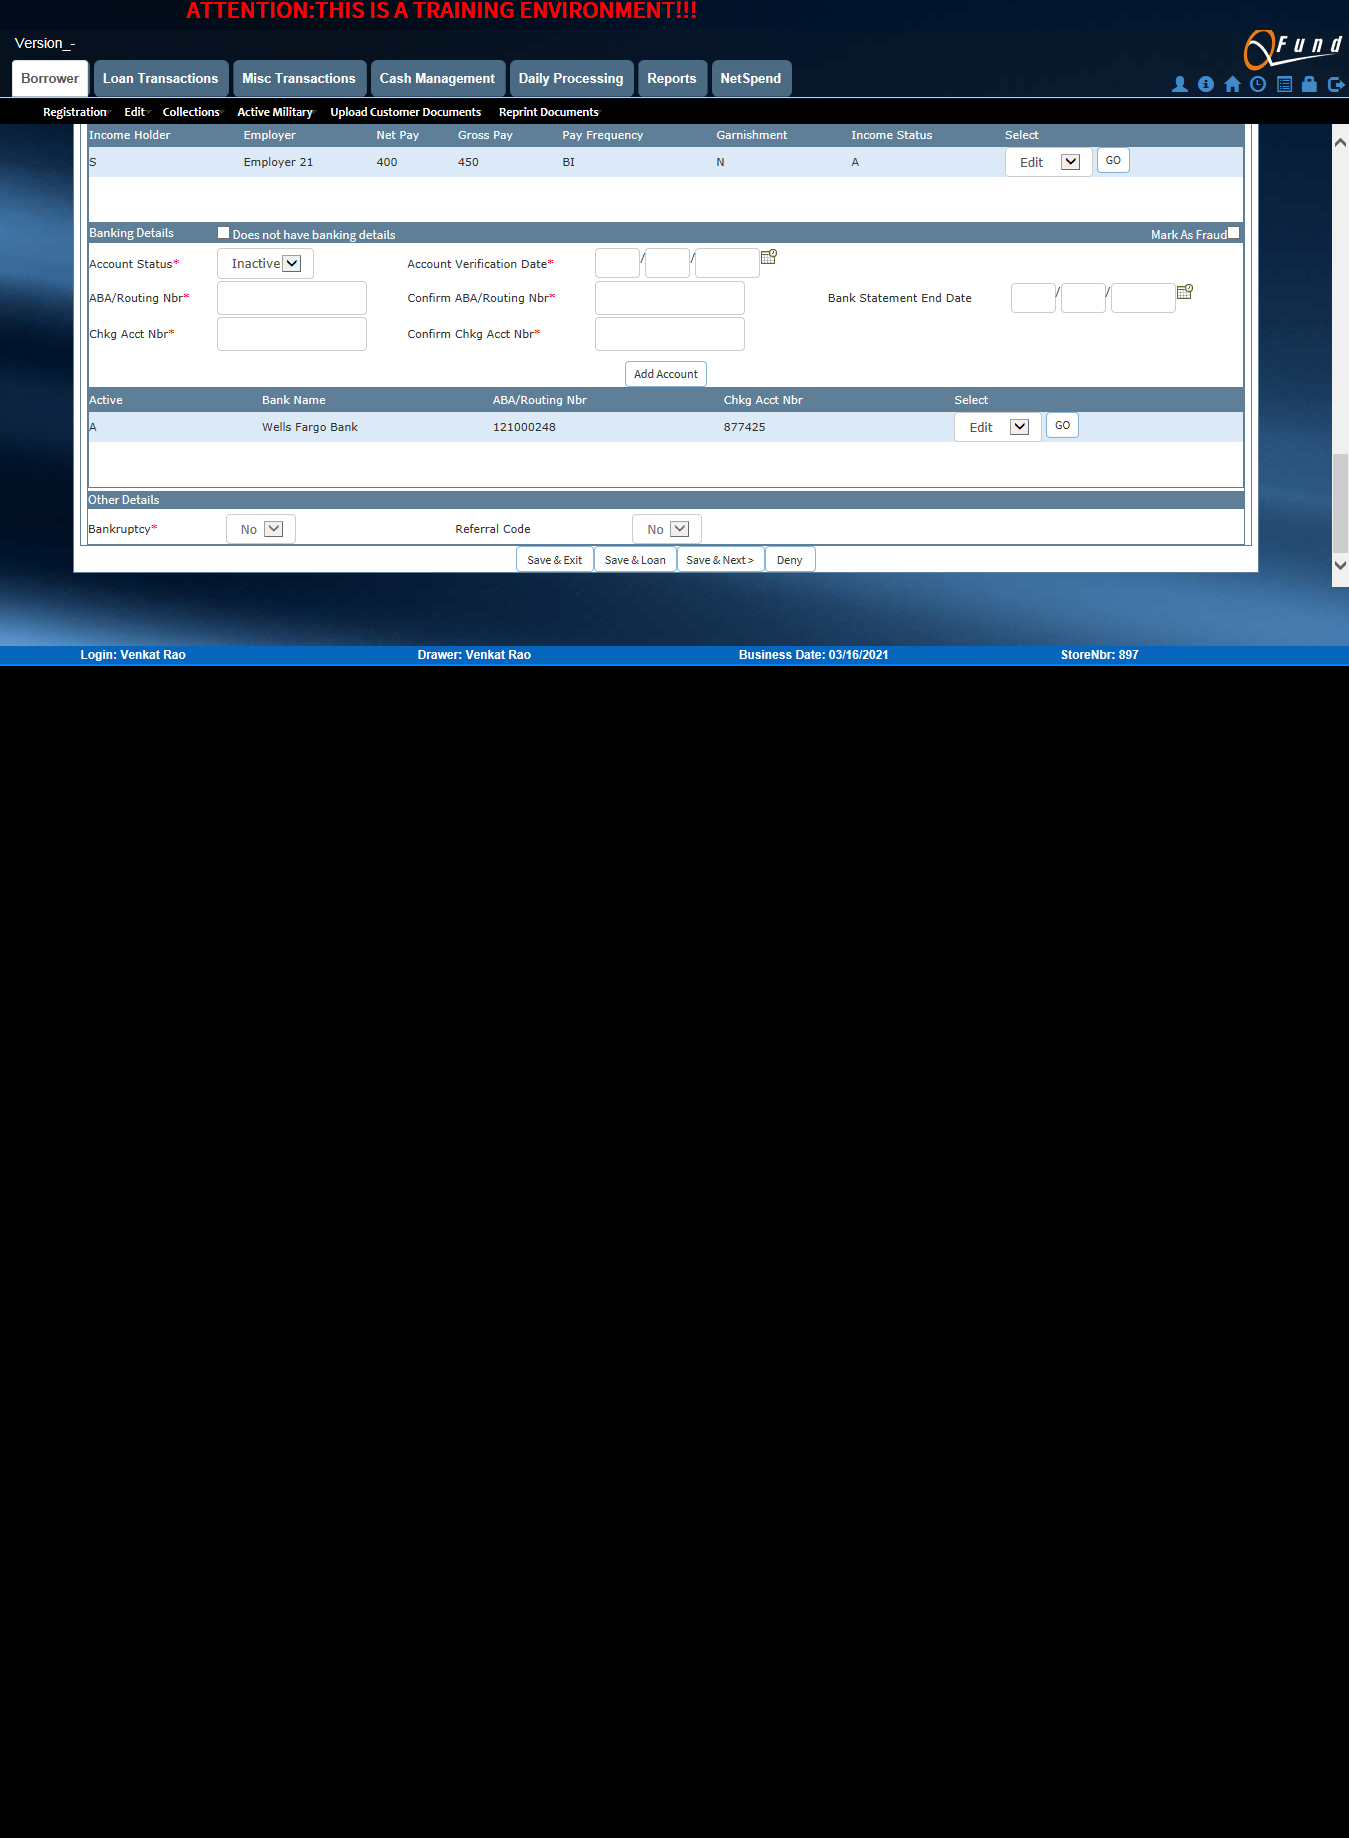 ATTENTION:THIS IS A TRAINING ENVIRONMENT!!!
Version_-
QFund
Borrower Loan Transactions Misc Transactions Cash Management Daily Processing Reports NetSpend
Registration Edit Collections Active Military Upload Customer Documents Reprint Documents
Income Holder Employer Net Pay Gross Pay Pay Frequency Garnishment Income Status Select
S Employer 21 400 450 BI N A Edit GO
Banking Details Does not have banking details Mark As Fraud
Account Status* Inactive Account Verification Date* / /
ABA/Routing Nbr* Confirm ABA/Routing Nbr* Bank Statement End Date / /
Chkg Acct Nbr* Confirm Chkg Acct Nbr*
Add Account
Active Bank Name ABA/Routing Nbr Chkg Acct Nbr Select
A Wells Fargo Bank 121000248 877425 Edit GO
Other Details
Bankruptcy* No Referral Code No
Save & Exit Save & Loan Save & Next > Deny
Login: Venkat Rao Drawer: Venkat Rao Business Date: 03/16/2021 StoreNbr: 897